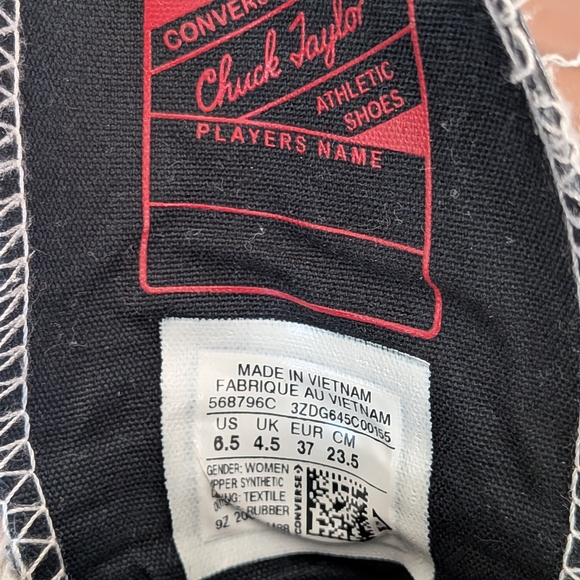 CONVERSE
Chuck Taylor
ATHLETIC
SHOES
PLAYERS NAME
MADE IN VIETNAM
FABRIQUE AU VIETNAM
568796C 3ZDG645C00155
US UK EUR CM
6.5 4.5 37 23.5
GENDER: WOMEN
UPPER SYNTHETIC
TEXTILE
RUBBER
9Z
CONVERSE